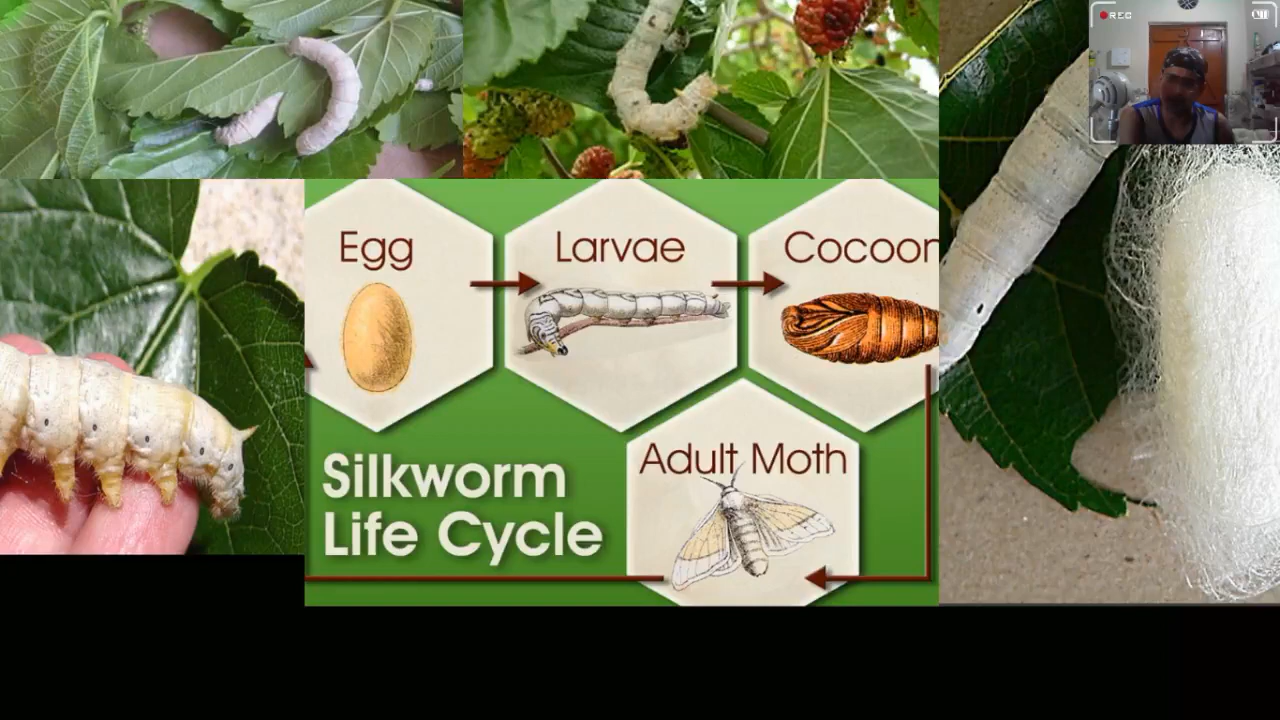 REC
Egg
Larvae
Cocoon
Adult Moth
Silkworm
Life Cycle